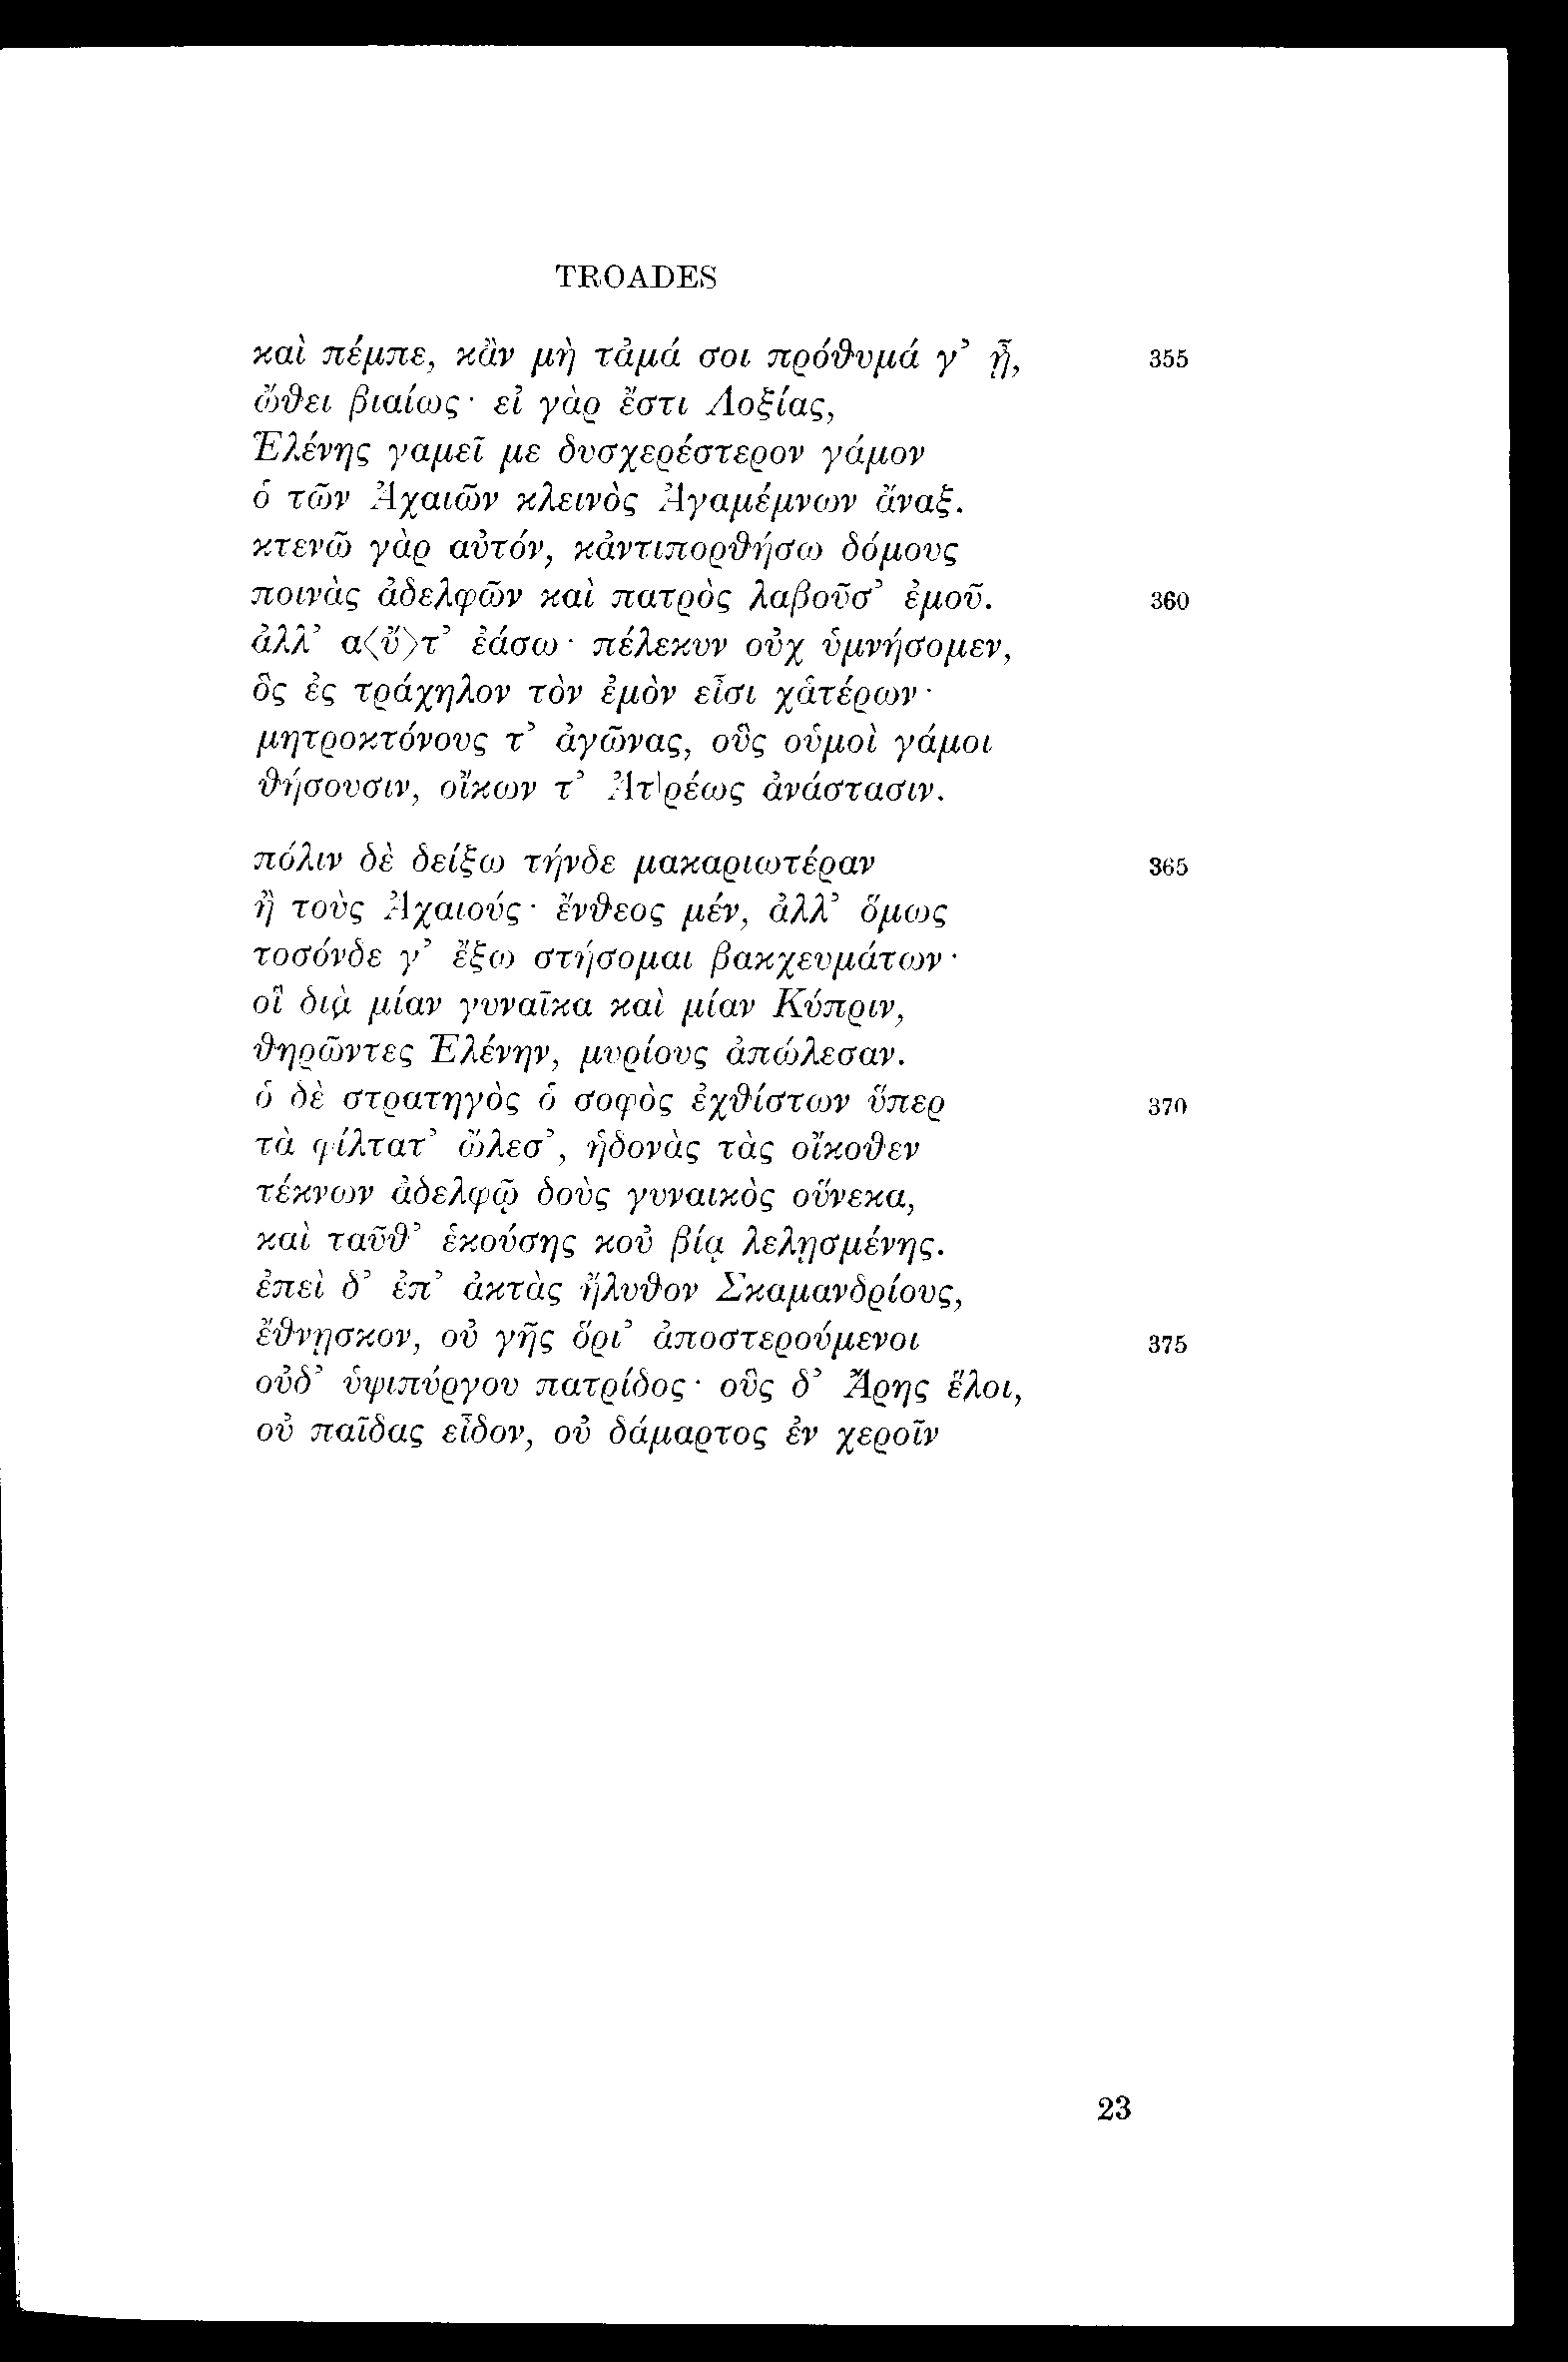 TROADES
καὶ πέμπε, κἂν μὴ τἀμά σοι πρόθυμά γ’ ᾖ, 355
ὤθει βιαίως· εἰ γὰρ ἔστι Λοξίας,
Ἑλένης γαμεῖ με δυσχερέστερον γάμον
ὁ τῶν Ἀχαιῶν κλεινὸς Ἀγαμέμνων ἄναξ.
κτενῶ γὰρ αὐτόν, κἀντιπορθήσω δόμους
ποινὰς ἀδελφῶν καὶ πατρὸς λαβοῦσ’ ἐμοῦ. 360
ἀλλ’ α⟨ὔ⟩τ’ ἐάσω· πέλεκυν οὐχ ὑμνήσομεν,
ὃς ἐς τράχηλον τὸν ἐμὸν εἶσι χἀτέρων·
μητροκτόνους τ’ ἀγῶνας, οὓς οὑμοὶ γάμοι
θήσουσιν, οἴκων τ’ Ἀτρέως ἀνάστασιν.
πόλιν δὲ δείξω τήνδε μακαριωτέραν 365
ἢ τοὺς Ἀχαιούς· ἔνθεος μέν, ἀλλ’ ὅμως
τοσόνδε γ’ ἔξω στήσομαι βακχευμάτων·
οἳ διὰ μίαν γυναῖκα καὶ μίαν Κύπριν,
θηρῶντες Ἑλένην, μυρίους ἀπώλεσαν.
ὁ δὲ στρατηγὸς ὁ σοφὸς ἐχθίστων ὕπερ 370
τὰ φίλτατ’ ὤλεσ’, ἡδονὰς τὰς οἴκοθεν
τέκνων ἀδελφῷ δοὺς γυναικὸς οὕνεκα,
καὶ ταῦθ’ ἑκούσης κοὐ βίᾳ λελῃσμένης.
ἐπεὶ δ’ ἐπ’ ἀκτὰς ἤλυθον Σκαμανδρίους,
ἔθνῃσκον, οὐ γῆς ὅρι’ ἀποστερούμενοι 375
οὐδ’ ὑψιπύργου πατρίδος· οὓς δ’ Ἄρης ἕλοι,
οὐ παῖδας εἶδον, οὐ δάμαρτος ἐν χεροῖν
23